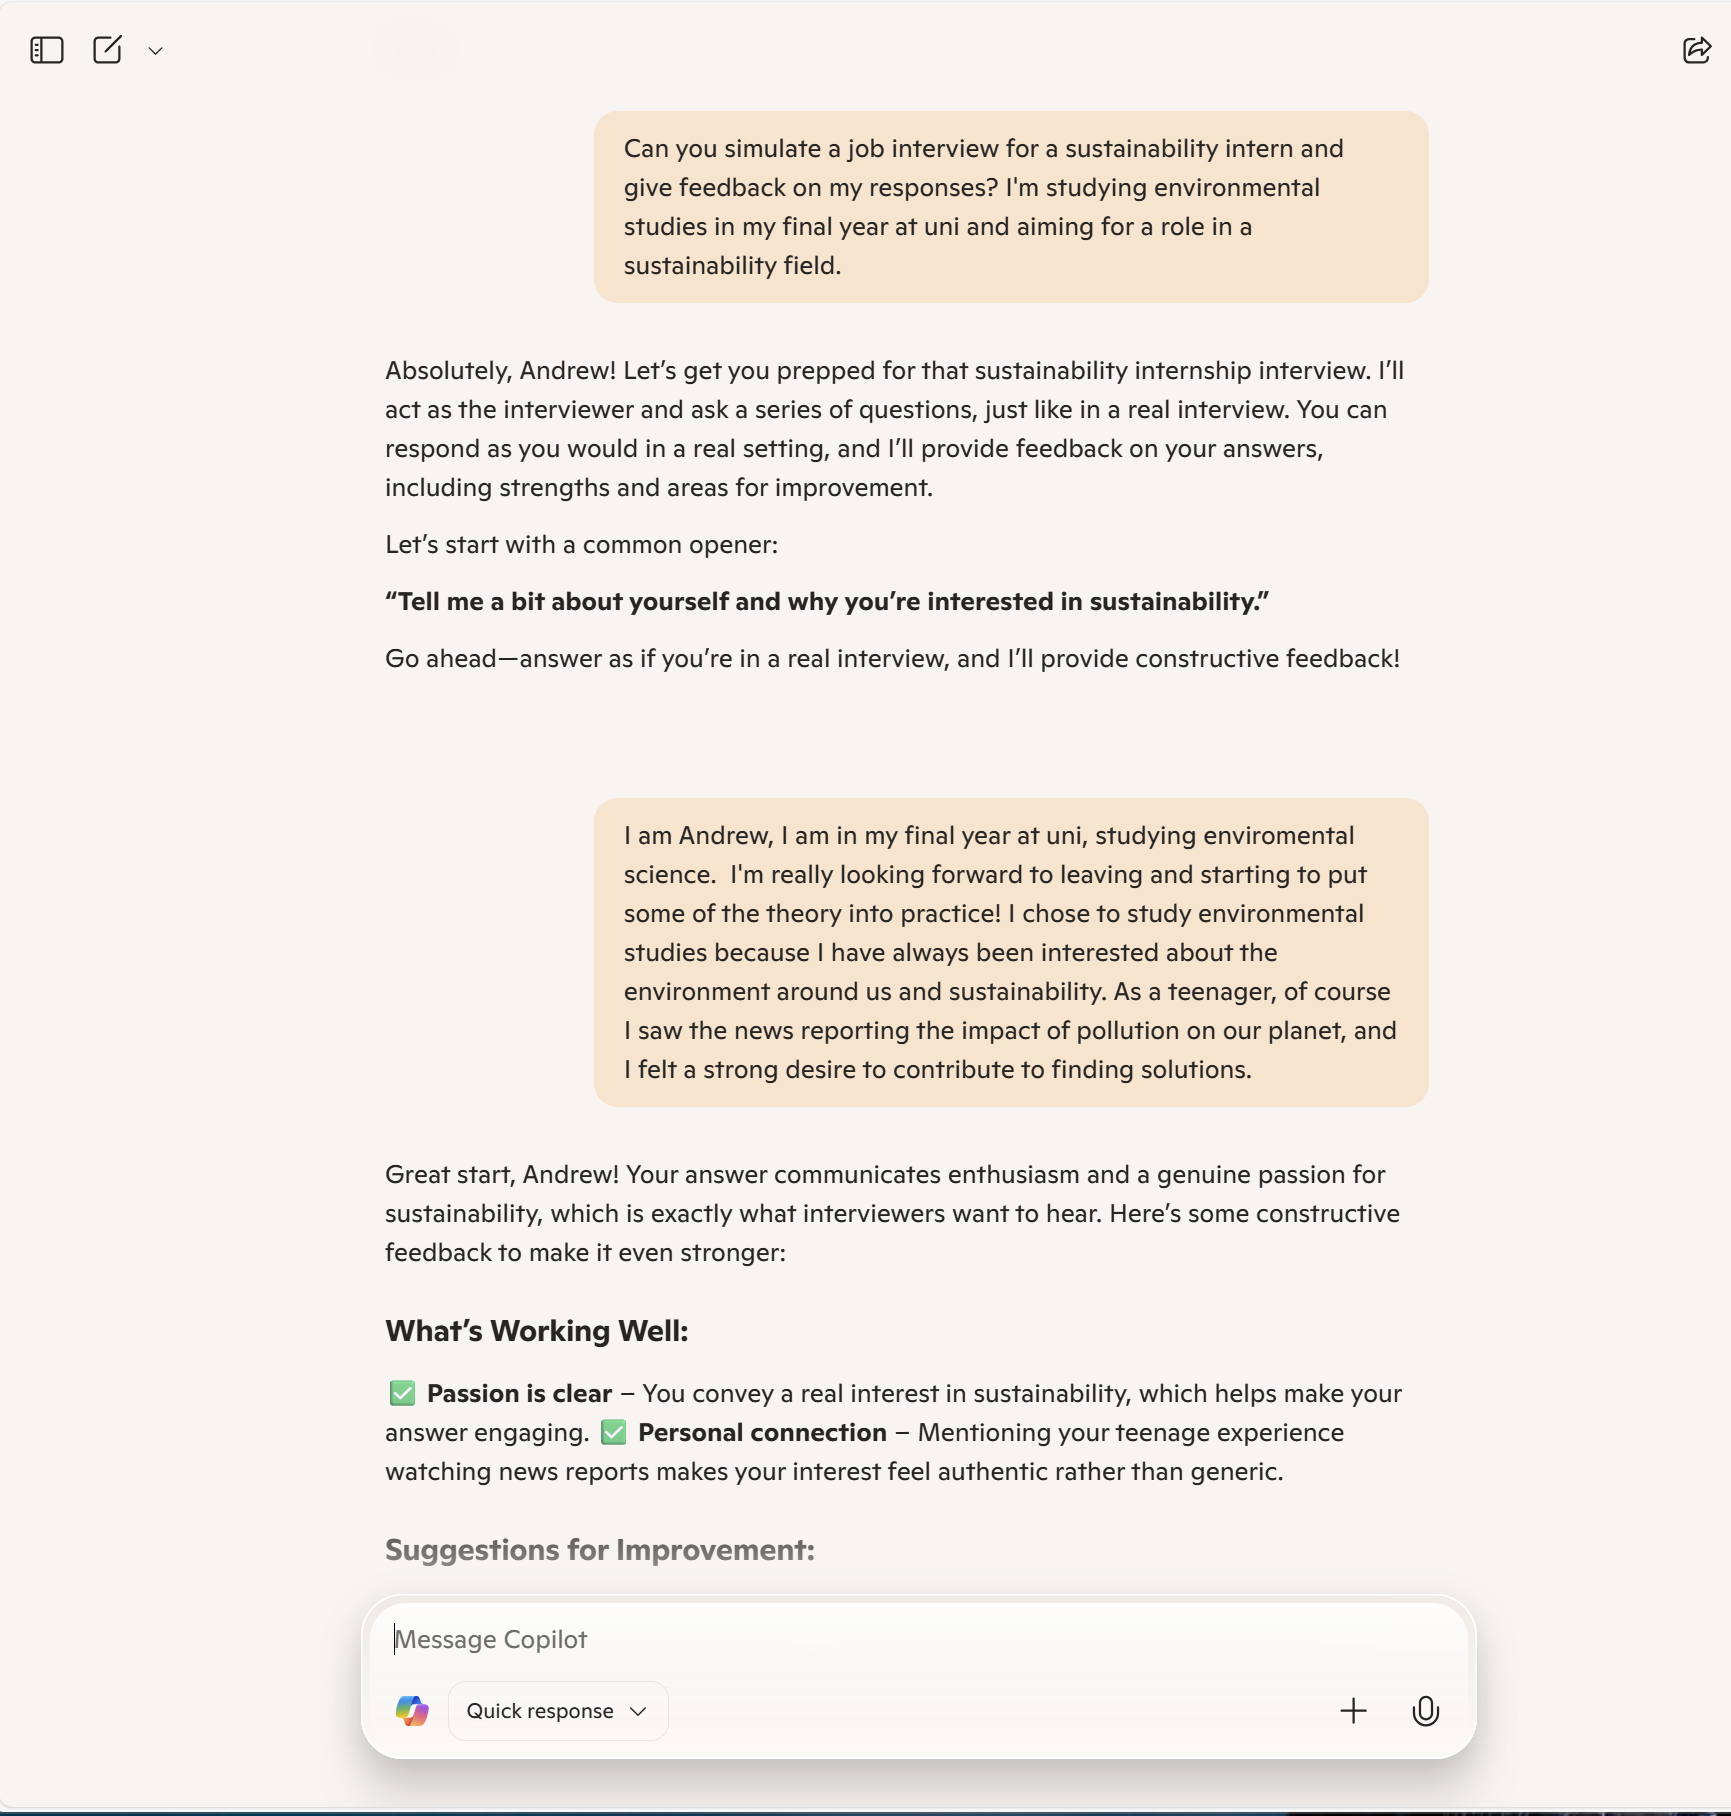 Can you simulate a job interview for a sustainability intern and
give feedback on my responses? I'm studying environmental
studies in my final year at uni and aiming for a role in a
sustainability field.
Absolutely, Andrew! Let’s get you prepped for that sustainability internship interview. I’ll
act as the interviewer and ask a series of questions, just like in a real interview. You can
respond as you would in a real setting, and I’ll provide feedback on your answers,
including strengths and areas for improvement.
Let’s start with a common opener:
“Tell me a bit about yourself and why you’re interested in sustainability.”
Go ahead—answer as if you’re in a real interview, and I’ll provide constructive feedback!
I am Andrew, I am in my final year at uni, studying enviromental
science.  I'm really looking forward to leaving and starting to put
some of the theory into practice! I chose to study environmental
studies because I have always been interested about the
environment around us and sustainability. As a teenager, of course
I saw the news reporting the impact of pollution on our planet, and
I felt a strong desire to contribute to finding solutions.
Great start, Andrew! Your answer communicates enthusiasm and a genuine passion for
sustainability, which is exactly what interviewers want to hear. Here’s some constructive
feedback to make it even stronger:
What’s Working Well:
✅ Passion is clear – You convey a real interest in sustainability, which helps make your
answer engaging. ✅ Personal connection – Mentioning your teenage experience
watching news reports makes your interest feel authentic rather than generic.
Suggestions for Improvement:
Message Copilot
Quick response